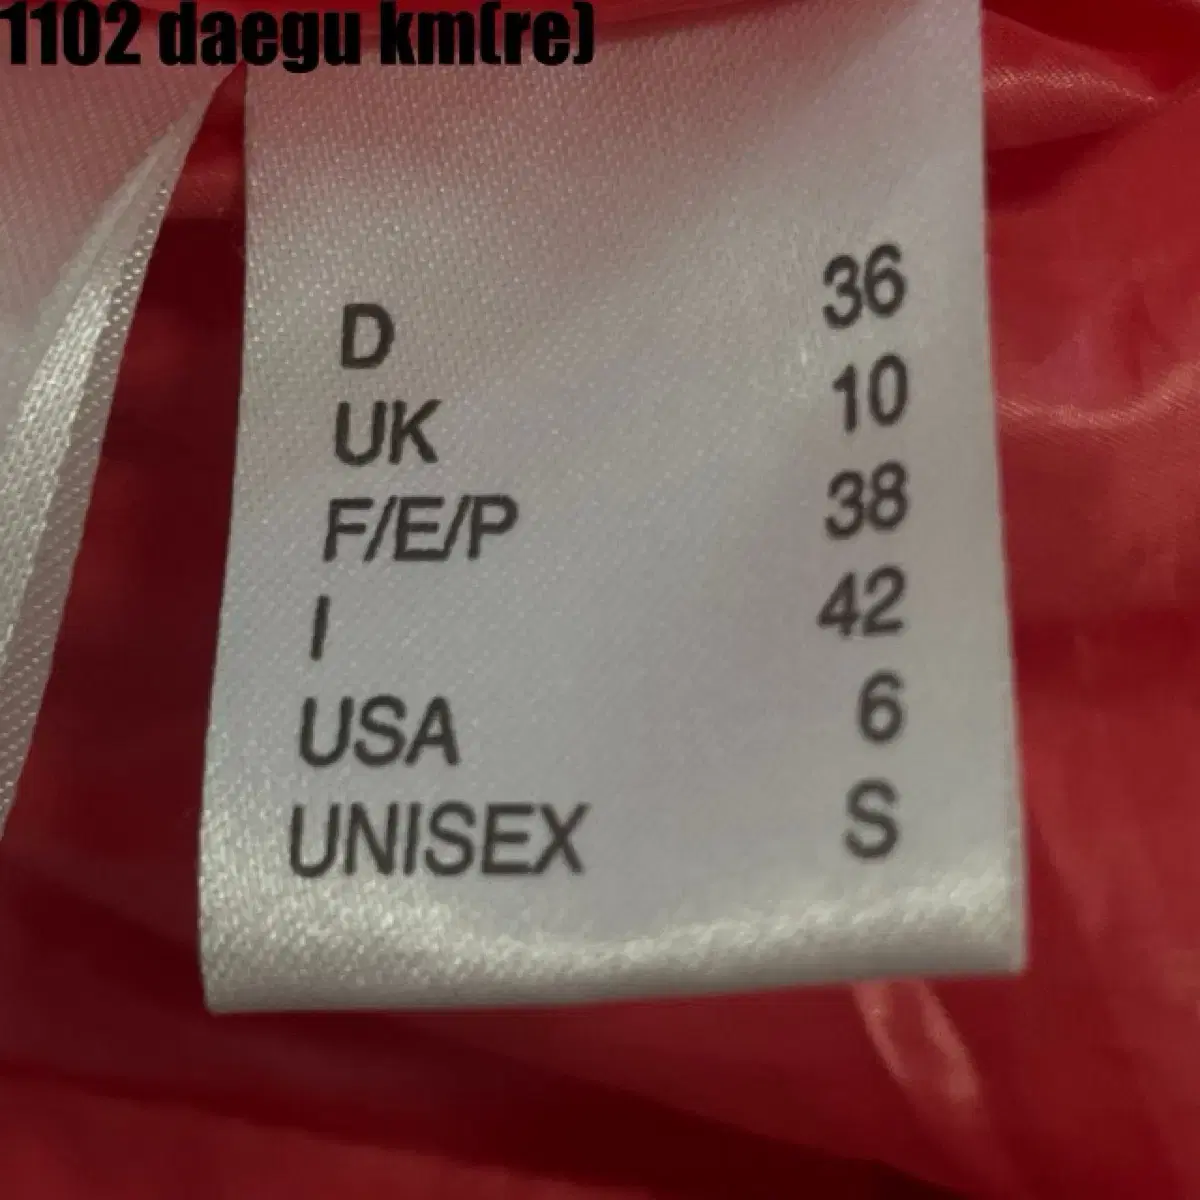 1102 daegu km(re)
D 36
UK 10
F/E/P 38
I 42
USA 6
UNISEX S